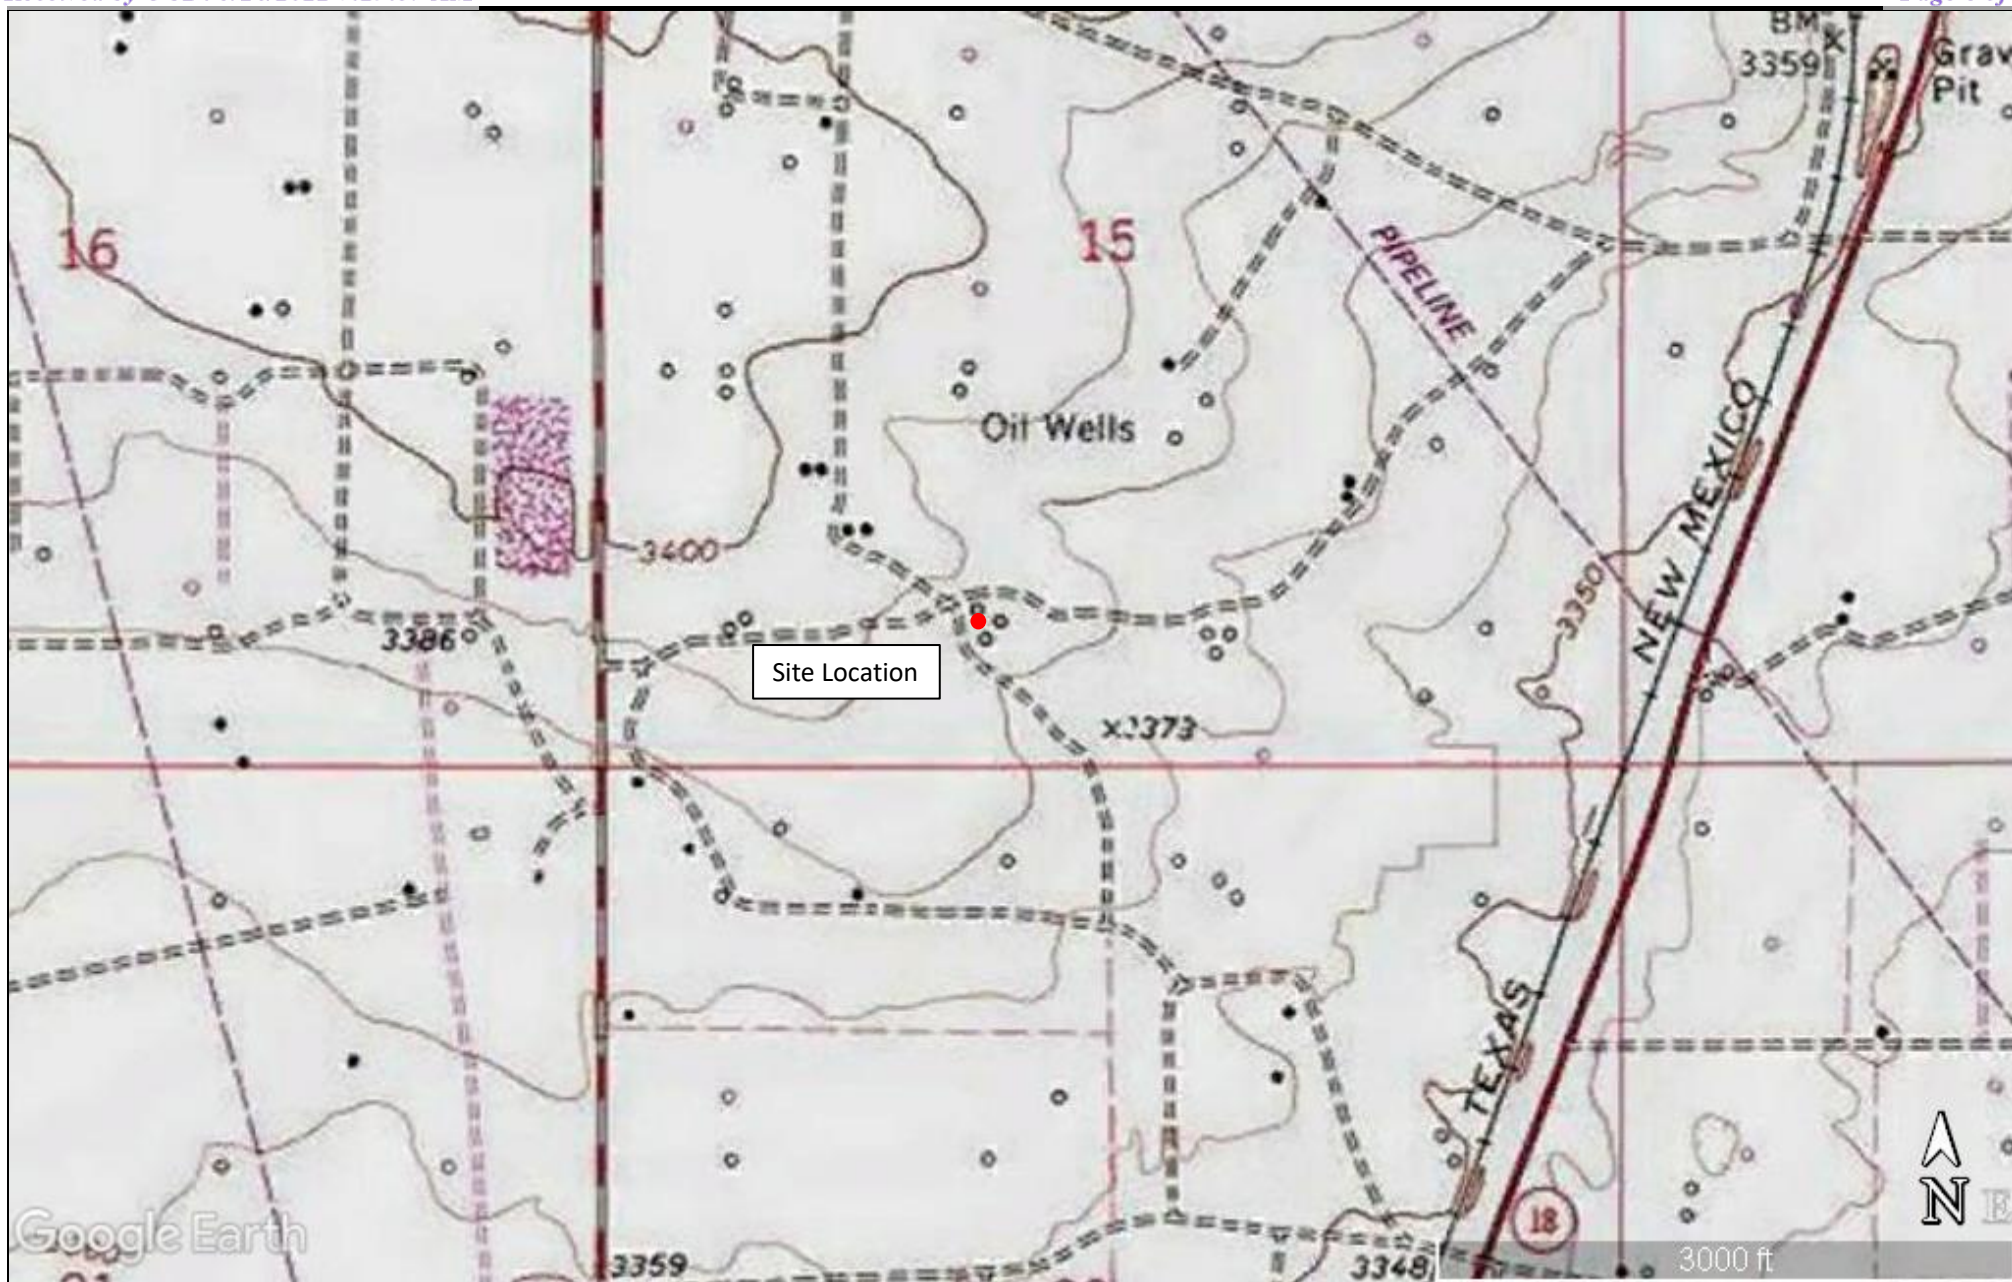 BM
3359
Grav
Pit
16
15
PIPELINE
Oil Wells
NEW MEXICO
3400
3350
3386
Site Location
TEXAS
N
18
Google Earth
3000 ft
3359
3348